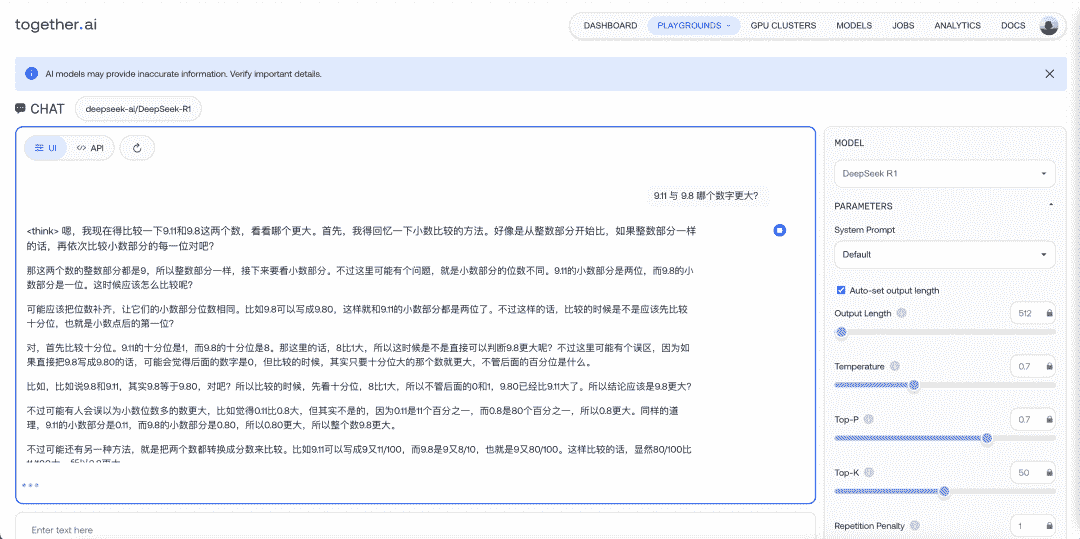 together.ai
DASHBOARD PLAYGROUNDS GPU CLUSTERS MODELS JOBS ANALYTICS DOCS
AI models may provide inaccurate information. Verify important details.
CHAT deepseek-ai/DeepSeek-R1
UI API
9.11 与 9.8 哪个数字更大?
<think> 嗯，我现在得比较一下9.11和9.8这两个数，看看哪个更大。首先，我得回忆一下小数比较的方法。好像是从整数部分开始比，如果整数部分一样
的话，再依次比较小数部分的每一位对吧?
那这两个数的整数部分都是9，所以整数部分一样，接下来要看小数部分。不过这里可能有个问题，就是小数部分的位数不同。9.11的小数部分是两位，而9.8的小
数部分是一位。这时候应该怎么比较呢?
可能应该把位数补齐，让它们的小数部分位数相同。比如9.8可以写成9.80，这样就和9.11的小数部分都是两位了。不过这样的话，比较的时候是不是应该先比较
十分位，也就是小数点后的第一位?
对，首先比较十分位。9.11的十分位是1，而9.8的十分位是8。那这里的话，8比1大，所以这时候是不是直接可以判断9.8更大呢? 不过这里可能有个误区，因为如
果直接把9.8写成9.80的话，可能会觉得后面的数字是0，但比较的时候，其实只要十分位大的那个数就更大，不管后面的百分位是什么。
比如，比如说9.8和9.11，其实9.8等于9.80，对吧? 所以比较的时候，先看十分位，8比1大，所以不管后面的0和1，9.80已经比9.11大了。所以结论应该是9.8更大?
不过可能有人会误以为小数位数多的数更大，比如觉得0.11比0.8大，但其实不是的，因为0.11是11个百分之一，而0.8是80个百分之一，所以0.8更大。同样的道
理，9.11的小数部分是0.11，而9.8的小数部分是0.80，所以0.80更大，所以整个数9.8更大。
不过可能还有另一种方法，就是把两个数都转换成分数来比较。比如9.11可以写成9又11/100，而9.8是9又8/10，也就是9又80/100。这样比较的话，显然80/100比
11/100大，所以9.8更大。
Enter text here
MODEL
DeepSeek R1
PARAMETERS
System Prompt
Default
Auto-set output length
Output Length 512
Temperature 0.7
Top-P 0.7
Top-K 50
Repetition Penalty 1